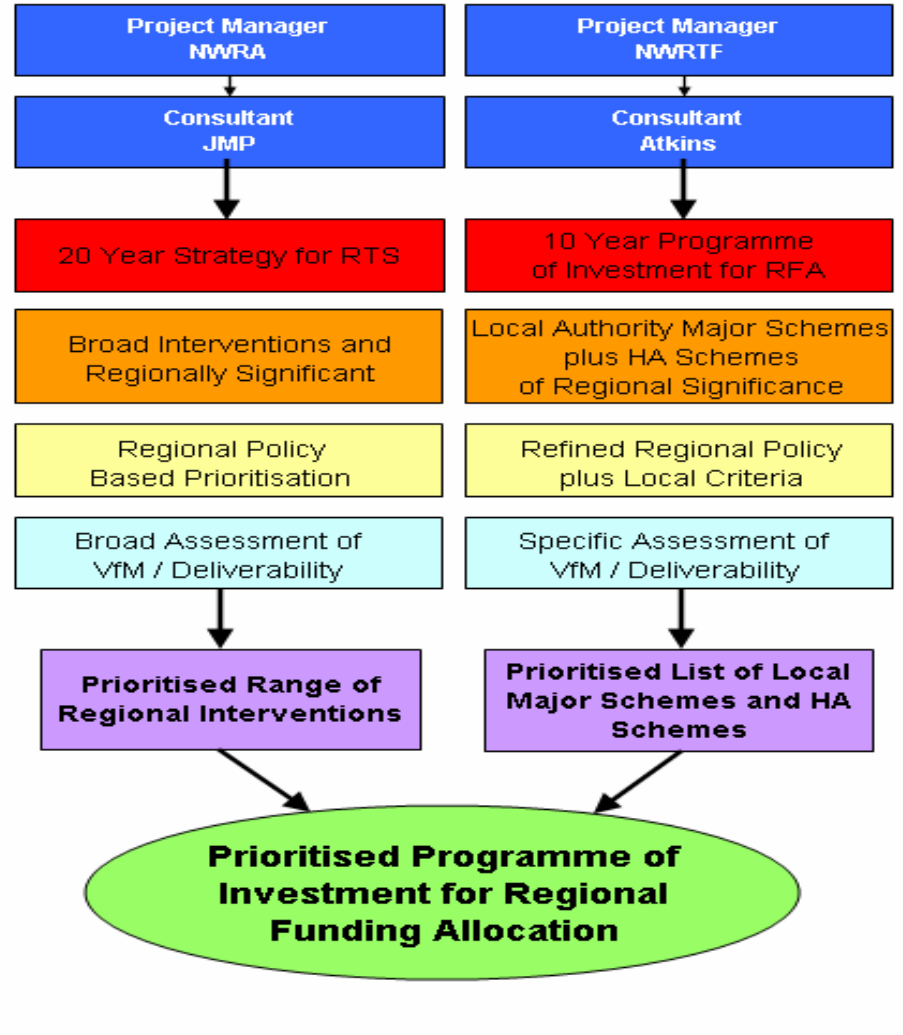 Project Manager
NWRA
Project Manager
NWRTF
Consultant
JMP
Consultant
Atkins
20 Year Strategy for RTS
10 Year Programme
of Investment for RFA
Broad Interventions and
Regionally Significant
Local Authority Major Schemes
plus HA Schemes
of Regional Significance
Regional Policy
Based Prioritisation
Refined Regional Policy
plus Local Criteria
Broad Assessment of
VfM / Deliverability
Specific Assessment of
VfM / Deliverability
Prioritised Range of
Regional Interventions
Prioritised List of Local
Major Schemes and HA
Schemes
Prioritised Programme of
Investment for Regional
Funding Allocation